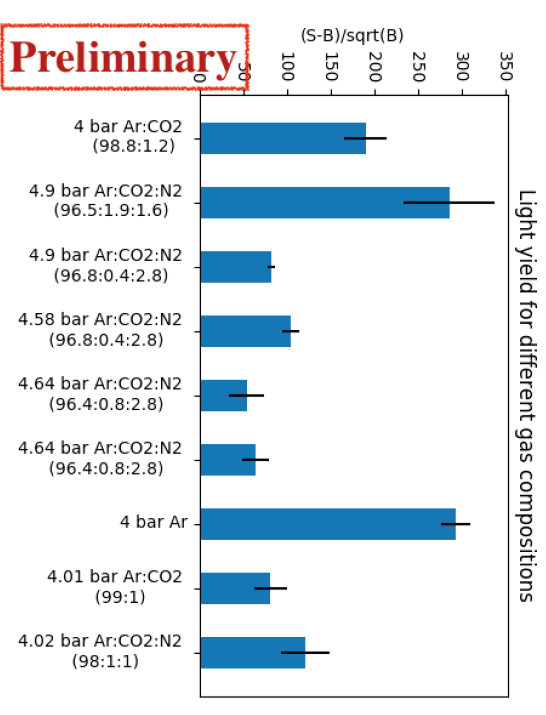 (S-B)/sqrt(B)
Preliminary
0
50
100
150
200
250
300
350
4 bar Ar:CO2
(98.8:1.2)
4.9 bar Ar:CO2:N2
(96.5:1.9:1.6)
4.9 bar Ar:CO2:N2
(96.8:0.4:2.8)
4.58 bar Ar:CO2:N2
(96.8:0.4:2.8)
4.64 bar Ar:CO2:N2
(96.4:0.8:2.8)
4.64 bar Ar:CO2:N2
(96.4:0.8:2.8)
4 bar Ar
4.01 bar Ar:CO2
(99:1)
4.02 bar Ar:CO2:N2
(98:1:1)
Light yield for different gas compositions